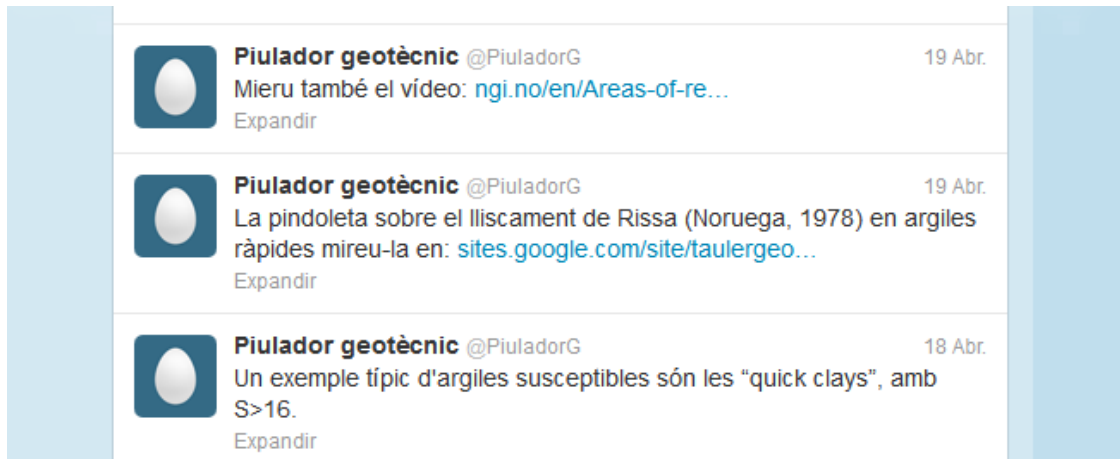 Piulador geotècnic @PiuladorG 19 Abr.
Mieru també el vídeo: ngi.no/en/Areas-of-re…
Expandir
Piulador geotècnic @PiuladorG 19 Abr.
La pindoleta sobre el lliscament de Rissa (Noruega, 1978) en argiles
ràpides mireu-la en: sites.google.com/site/taulergeo…
Expandir
Piulador geotècnic @PiuladorG 18 Abr.
Un exemple típic d'argiles susceptibles són les “quick clays”, amb
S>16.
Expandir